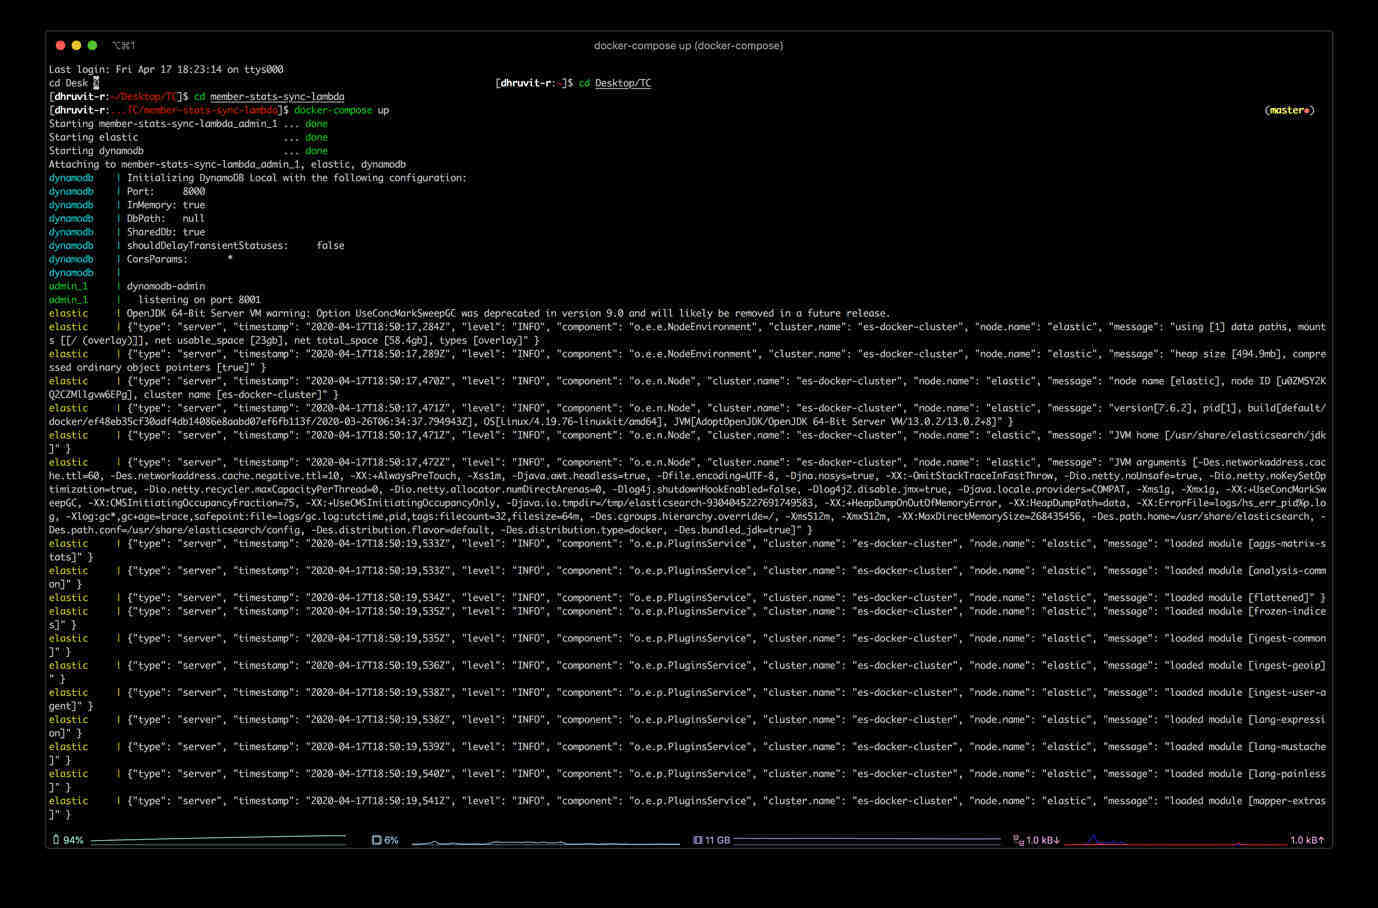 ⌥⌘1
docker-compose up (docker-compose)
Last login: Fri Apr 17 18:23:14 on ttys000
cd Desk [dhruvit-r:~]$ cd Desktop/TC
[dhruvit-r:~/Desktop/TC]$ cd member-stats-sync-lambda
[dhruvit-r:...TC/member-stats-sync-lambda]$ docker-compose up (master●)
Starting member-stats-sync-lambda_admin_1 ... done
Starting elastic ... done
Starting dynamodb ... done
Attaching to member-stats-sync-lambda_admin_1, elastic, dynamodb
dynamodb | Initializing DynamoDB Local with the following configuration:
dynamodb | Port: 8000
dynamodb | InMemory: true
dynamodb | DbPath: null
dynamodb | SharedDb: true
dynamodb | shouldDelayTransientStatuses: false
dynamodb | CorsParams: *
dynamodb |
admin_1 | dynamodb-admin
admin_1 | listening on port 8001
elastic | OpenJDK 64-Bit Server VM warning: Option UseConcMarkSweepGC was deprecated in version 9.0 and will likely be removed in a future release.
elastic | {"type": "server", "timestamp": "2020-04-17T18:50:17,284Z", "level": "INFO", "component": "o.e.e.NodeEnvironment", "cluster.name": "es-docker-cluster", "node.name": "elastic", "message": "using [1] data paths, mount
s [[/ (overlay)]], net usable_space [23gb], net total_space [58.4gb], types [overlay]" }
elastic | {"type": "server", "timestamp": "2020-04-17T18:50:17,289Z", "level": "INFO", "component": "o.e.e.NodeEnvironment", "cluster.name": "es-docker-cluster", "node.name": "elastic", "message": "heap size [494.9mb], compre
ssed ordinary object pointers [true]" }
elastic | {"type": "server", "timestamp": "2020-04-17T18:50:17,470Z", "level": "INFO", "component": "o.e.n.Node", "cluster.name": "es-docker-cluster", "node.name": "elastic", "message": "node name [elastic], node ID [u0ZMSY2K
Q2CZMllgvw6EPg], cluster name [es-docker-cluster]" }
elastic | {"type": "server", "timestamp": "2020-04-17T18:50:17,471Z", "level": "INFO", "component": "o.e.n.Node", "cluster.name": "es-docker-cluster", "node.name": "elastic", "message": "version[7.6.2], pid[1], build[default/
docker/ef48eb35cf30adf4db14086e8aabd07ef6fb113f/2020-03-26T06:34:37.794943Z], OS[Linux/4.19.76-linuxkit/amd64], JVM[AdoptOpenJDK/OpenJDK 64-Bit Server VM/13.0.2/13.0.2+8]" }
elastic | {"type": "server", "timestamp": "2020-04-17T18:50:17,471Z", "level": "INFO", "component": "o.e.n.Node", "cluster.name": "es-docker-cluster", "node.name": "elastic", "message": "JVM home [/usr/share/elasticsearch/jdk
]" }
elastic | {"type": "server", "timestamp": "2020-04-17T18:50:17,472Z", "level": "INFO", "component": "o.e.n.Node", "cluster.name": "es-docker-cluster", "node.name": "elastic", "message": "JVM arguments [-Des.networkaddress.cac
he.ttl=60, -Des.networkaddress.cache.negative.ttl=10, -XX:+AlwaysPreTouch, -Xss1m, -Djava.awt.headless=true, -Dfile.encoding=UTF-8, -Djna.nosys=true, -XX:-OmitStackTraceInFastThrow, -Dio.netty.noUnsafe=true, -Dio.netty.noKeySetOp
timization=true, -Dio.netty.recycler.maxCapacityPerThread=0, -Dio.netty.allocator.numDirectArenas=0, -Dlog4j.shutdownHookEnabled=false, -Dlog4j2.disable.jmx=true, -Djava.locale.providers=COMPAT, -Xms1g, -Xmx1g, -XX:+UseConcMarkSw
eepGC, -XX:CMSInitiatingOccupancyFraction=75, -XX:+UseCMSInitiatingOccupancyOnly, -Djava.io.tmpdir=/tmp/elasticsearch-9304045227691749583, -XX:+HeapDumpOnOutOfMemoryError, -XX:HeapDumpPath=data, -XX:ErrorFile=logs/hs_err_pid%p.lo
g, -Xlog:gc*,gc+age=trace,safepoint:file=logs/gc.log:utctime,pid,tags:filecount=32,filesize=64m, -Des.cgroups.hierarchy.override=/, -Xms512m, -Xmx512m, -XX:MaxDirectMemorySize=268435456, -Des.path.home=/usr/share/elasticsearch, -
Des.path.conf=/usr/share/elasticsearch/config, -Des.distribution.flavor=default, -Des.distribution.type=docker, -Des.bundled_jdk=true]" }
elastic | {"type": "server", "timestamp": "2020-04-17T18:50:19,533Z", "level": "INFO", "component": "o.e.p.PluginsService", "cluster.name": "es-docker-cluster", "node.name": "elastic", "message": "loaded module [aggs-matrix-s
tats]" }
elastic | {"type": "server", "timestamp": "2020-04-17T18:50:19,533Z", "level": "INFO", "component": "o.e.p.PluginsService", "cluster.name": "es-docker-cluster", "node.name": "elastic", "message": "loaded module [analysis-comm
on]" }
elastic | {"type": "server", "timestamp": "2020-04-17T18:50:19,534Z", "level": "INFO", "component": "o.e.p.PluginsService", "cluster.name": "es-docker-cluster", "node.name": "elastic", "message": "loaded module [flattened]" }
elastic | {"type": "server", "timestamp": "2020-04-17T18:50:19,535Z", "level": "INFO", "component": "o.e.p.PluginsService", "cluster.name": "es-docker-cluster", "node.name": "elastic", "message": "loaded module [frozen-indice
s]" }
elastic | {"type": "server", "timestamp": "2020-04-17T18:50:19,535Z", "level": "INFO", "component": "o.e.p.PluginsService", "cluster.name": "es-docker-cluster", "node.name": "elastic", "message": "loaded module [ingest-common
]" }
elastic | {"type": "server", "timestamp": "2020-04-17T18:50:19,536Z", "level": "INFO", "component": "o.e.p.PluginsService", "cluster.name": "es-docker-cluster", "node.name": "elastic", "message": "loaded module [ingest-geoip]
" }
elastic | {"type": "server", "timestamp": "2020-04-17T18:50:19,538Z", "level": "INFO", "component": "o.e.p.PluginsService", "cluster.name": "es-docker-cluster", "node.name": "elastic", "message": "loaded module [ingest-user-a
gent]" }
elastic | {"type": "server", "timestamp": "2020-04-17T18:50:19,538Z", "level": "INFO", "component": "o.e.p.PluginsService", "cluster.name": "es-docker-cluster", "node.name": "elastic", "message": "loaded module [lang-expressi
on]" }
elastic | {"type": "server", "timestamp": "2020-04-17T18:50:19,539Z", "level": "INFO", "component": "o.e.p.PluginsService", "cluster.name": "es-docker-cluster", "node.name": "elastic", "message": "loaded module [lang-mustache
]" }
elastic | {"type": "server", "timestamp": "2020-04-17T18:50:19,540Z", "level": "INFO", "component": "o.e.p.PluginsService", "cluster.name": "es-docker-cluster", "node.name": "elastic", "message": "loaded module [lang-painless
]" }
elastic | {"type": "server", "timestamp": "2020-04-17T18:50:19,541Z", "level": "INFO", "component": "o.e.p.PluginsService", "cluster.name": "es-docker-cluster", "node.name": "elastic", "message": "loaded module [mapper-extras
]" }
94% 6% 11 GB 1.0 kB↓ 1.0 kB↑